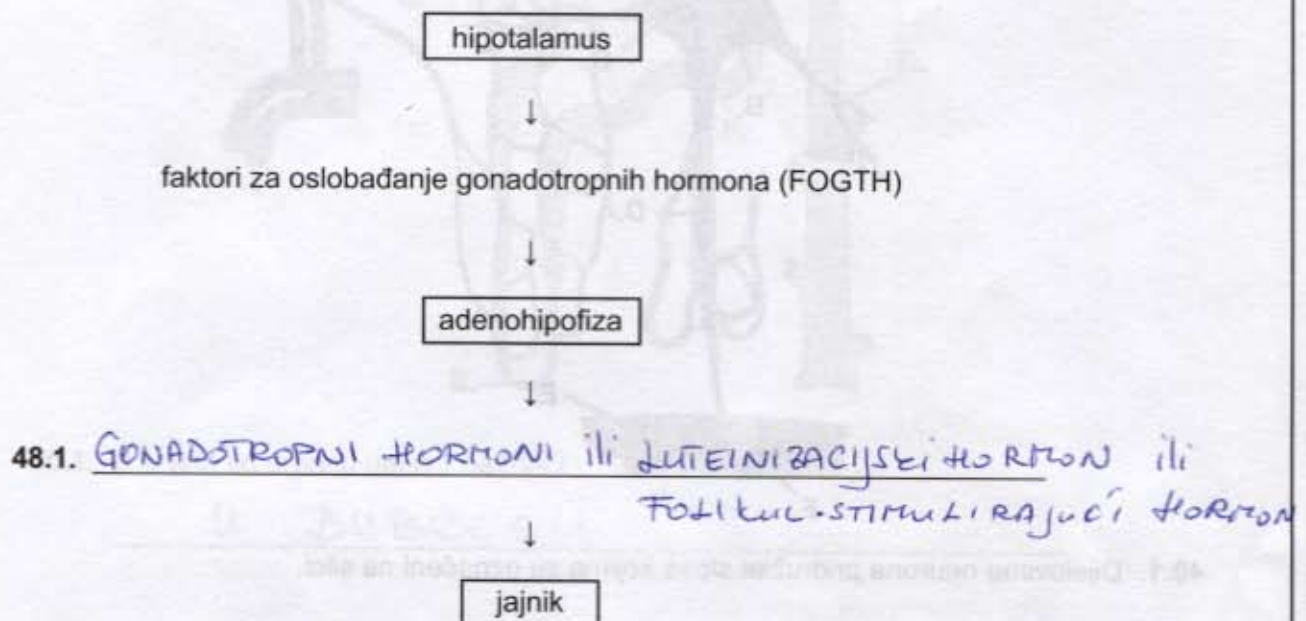 hipotalamus
↓
faktori za oslobađanje gonadotropnih hormona (FOGTH)
↓
adenohipofiza
↓
48.1. GONADOTROPNI HORMONI ili LUTEINIZACIJSKI HORMON ili
FOLIKUL-STIMULIRAJUĆI HORMON
↓
jajnik